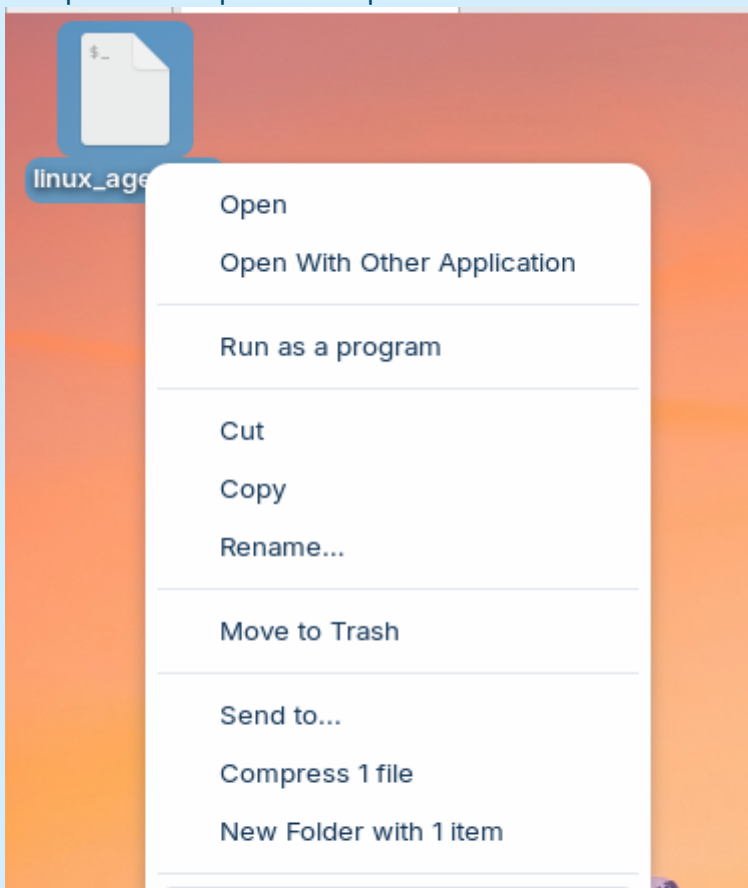 $_
linux_age
Open
Open With Other Application
Run as a program
Cut
Copy
Rename...
Move to Trash
Send to...
Compress 1 file
New Folder with 1 item